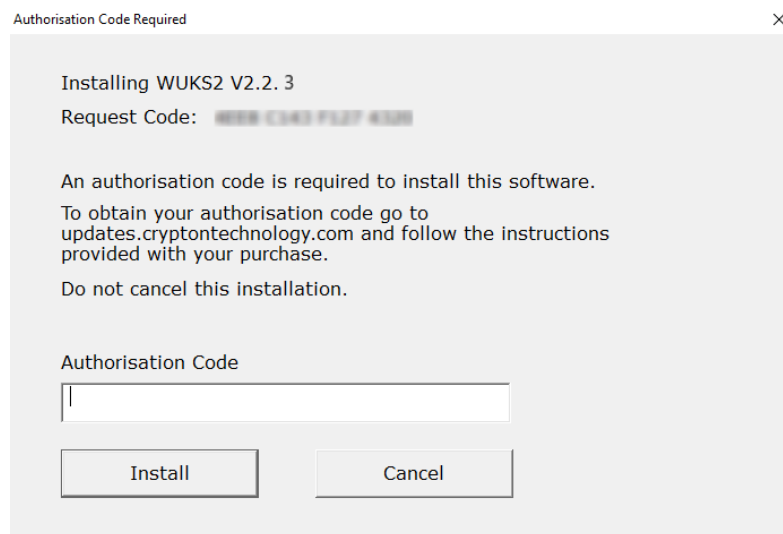 Authorisation Code Required
Installing WUKS2 V2.2. 3
Request Code:
An authorisation code is required to install this software.
To obtain your authorisation code go to
updates.cryptontechnology.com and follow the instructions
provided with your purchase.
Do not cancel this installation.
Authorisation Code
Install Cancel